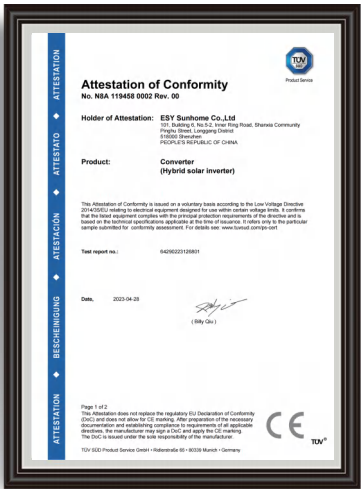 ATTESTATION ◆ ATTESTATO ◆ ATESTACIÓN ◆ BESCHEINIGUNG ◆ ATTESTATION
TÜV
SÜD
Product Service
Attestation of Conformity
No. N8A 119458 0002 Rev. 00
Holder of Attestation: ESY Sunhome Co.,Ltd
101, Building 6, No.5-2, Inner Ring Road, Shanxia Community
Pinghu Street, Longgang District
518000 Shenzhen
PEOPLE'S REPUBLIC OF CHINA
Product: Converter
(Hybrid solar inverter)
This Attestation of Conformity is issued on a voluntary basis according to the Low Voltage Directive
2014/35/EU relating to electrical equipment designed for use within certain voltage limits. It confirms
that the listed equipment complies with the principal protection requirements of the directive and is
based on the technical specifications applicable at the time of issuance. It refers only to the particular
sample submitted for conformity assessment. For details see: www.tuvsud.com/ps-cert
Test report no.: 64290223126801
Date, 2023-04-28
( Billy Qiu )
Page 1 of 2
This Attestation does not replace the regulatory EU Declaration of Conformity
(DoC) and does not allow for CE marking. After preparation of the necessary
documentation and establishing compliance to requirements of all applicable
directives, the manufacturer may sign a DoC and apply the CE marking.
The DoC is issued under the sole responsibility of the manufacturer.
CE
TÜV®
TÜV SÜD Product Service GmbH • Ridlerstraße 65 • 80339 Munich • Germany